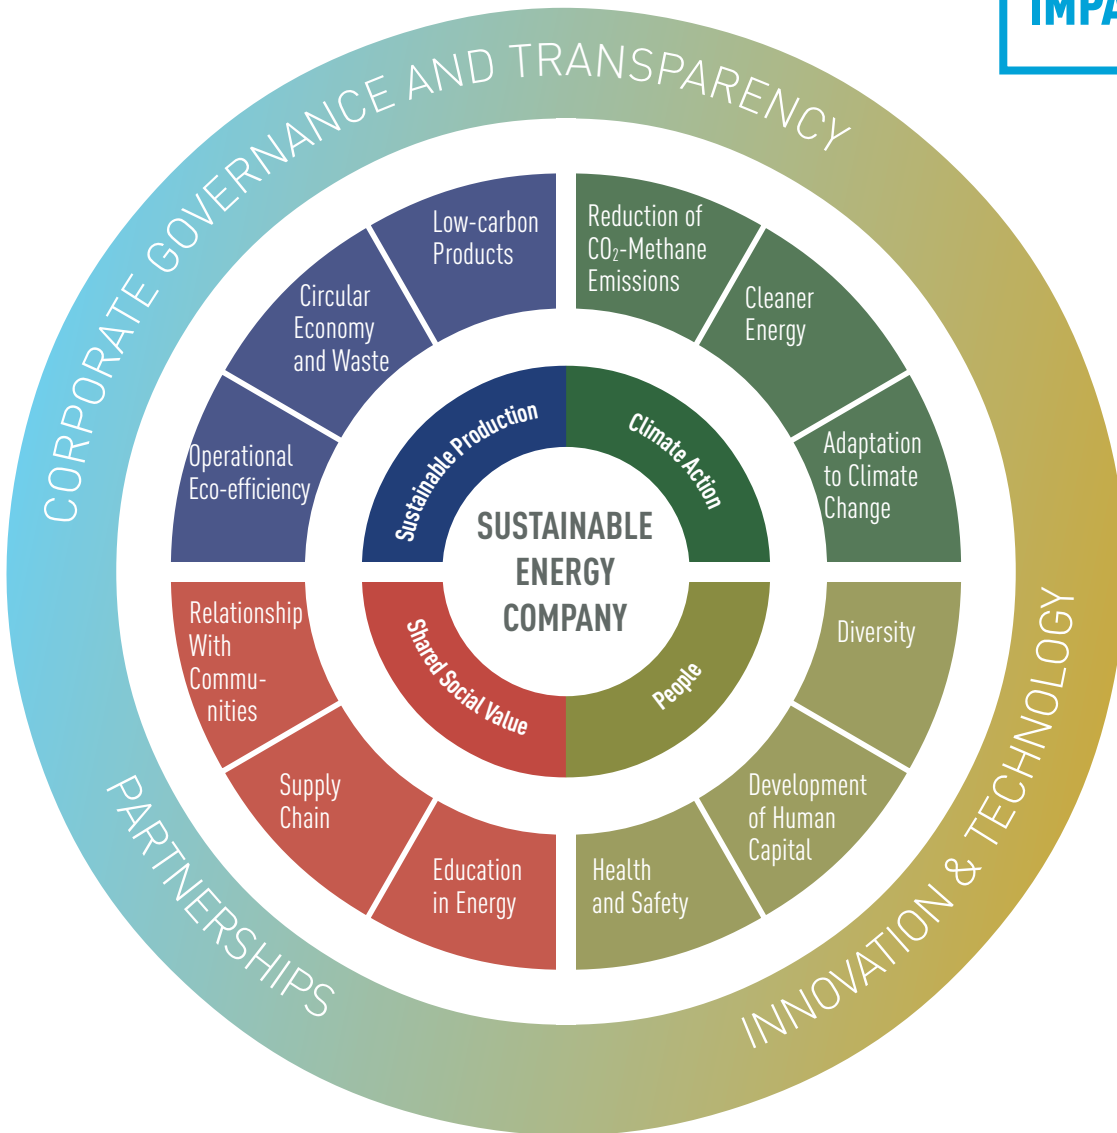 IMPA
CORPORATE GOVERNANCE AND TRANSPARENCY
Low-carbon
Products
Reduction of
CO₂-Methane
Emissions
Circular
Economy
and Waste
Cleaner
Energy
Operational
Eco-efficiency
Adaptation
to Climate
Change
Sustainable Production
Climate Action
SUSTAINABLE
ENERGY
COMPANY
Shared Social Value
People
Relationship
With
Commu-
nities
Diversity
Supply
Chain
Development
of Human
Capital
Education
in Energy
Health
and Safety
PARTNERSHIPS
INNOVATION & TECHNOLOGY